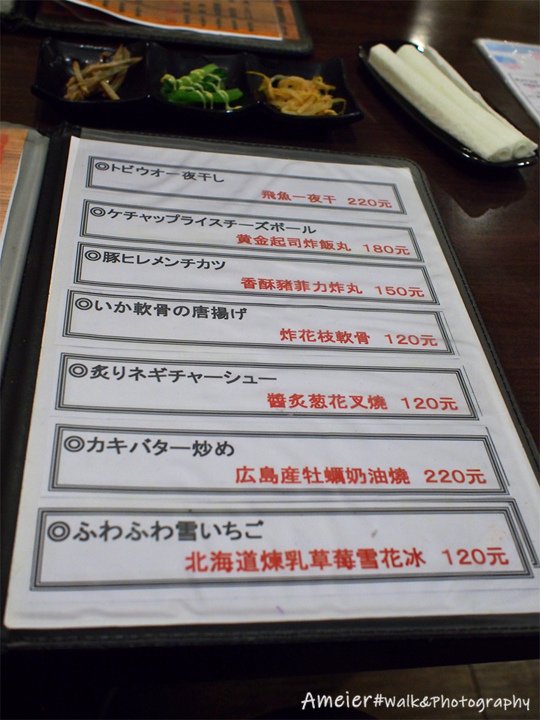 ◎トビウオ一夜干し
飛魚一夜干 220元
◎ケチャップライスチーズボール
黄金起司炸飯丸 180元
◎豚ヒレメンチカツ
香酥豬菲力炸丸 150元
◎いか軟骨の唐揚げ
炸花枝軟骨 120元
◎炙りネギチャーシュー
醬炙葱花叉燒 120元
◎カキバター炒め
広島産牡蠣奶油燒 220元
◎ふわふわ雪いちご
北海道煉乳草莓雪花冰 120元
Ameier#walk&Photography